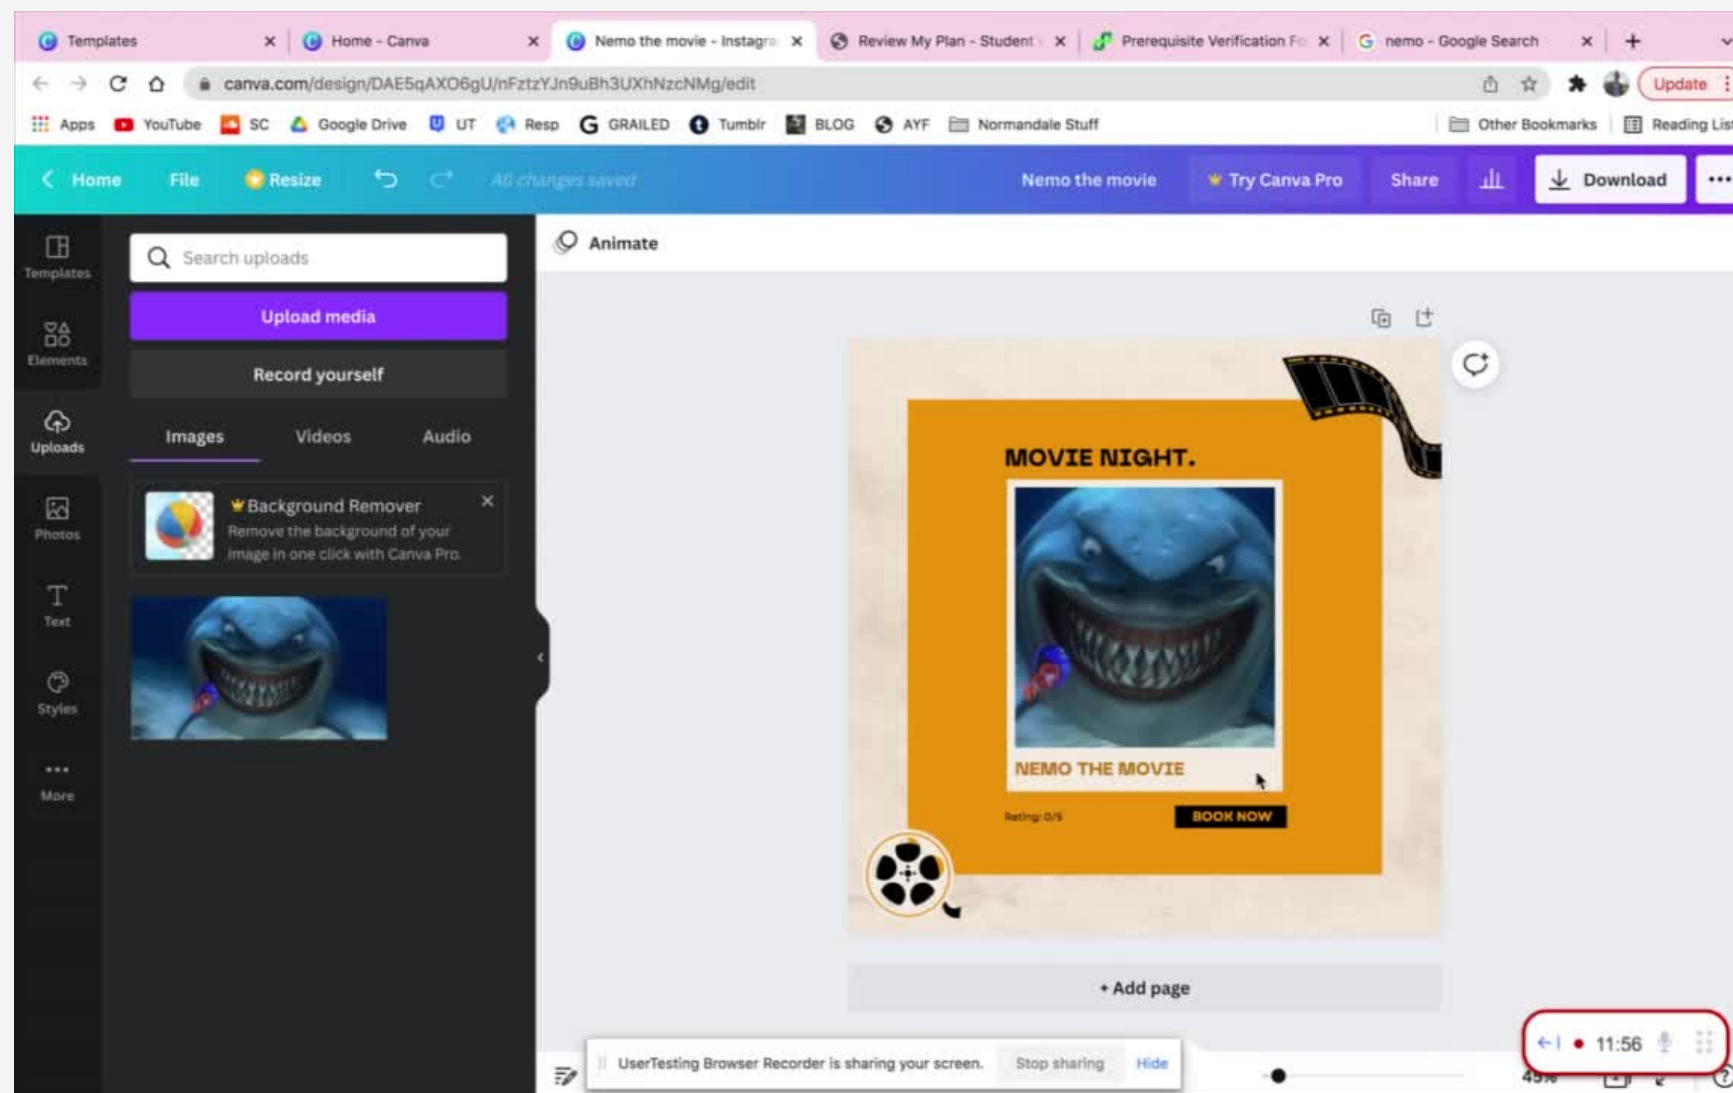 Templates
Home - Canva
Nemo the movie - Instagra
Review My Plan - Student
Prerequisite Verification Fo
nemo - Google Search
canva.com/design/DAE5qAXO6gU/nFztzYJn9uBh3UXhNzcNMg/edit
Update
Apps YouTube SC Google Drive UT Resp GRAILED Tumblr BLOG AYF Normandale Stuff Other Bookmarks Reading List
Home File Resize All changes saved Nemo the movie Try Canva Pro Share Download
Templates
Elements
Uploads
Photos
Text
Styles
More
Search uploads
Upload media
Record yourself
Images Videos Audio
Background Remover
Remove the background of your
image in one click with Canva Pro.
Animate
MOVIE NIGHT.
NEMO THE MOVIE
Rating: 0/5
BOOK NOW
+ Add page
UserTesting Browser Recorder is sharing your screen. Stop sharing Hide
11:56
45%